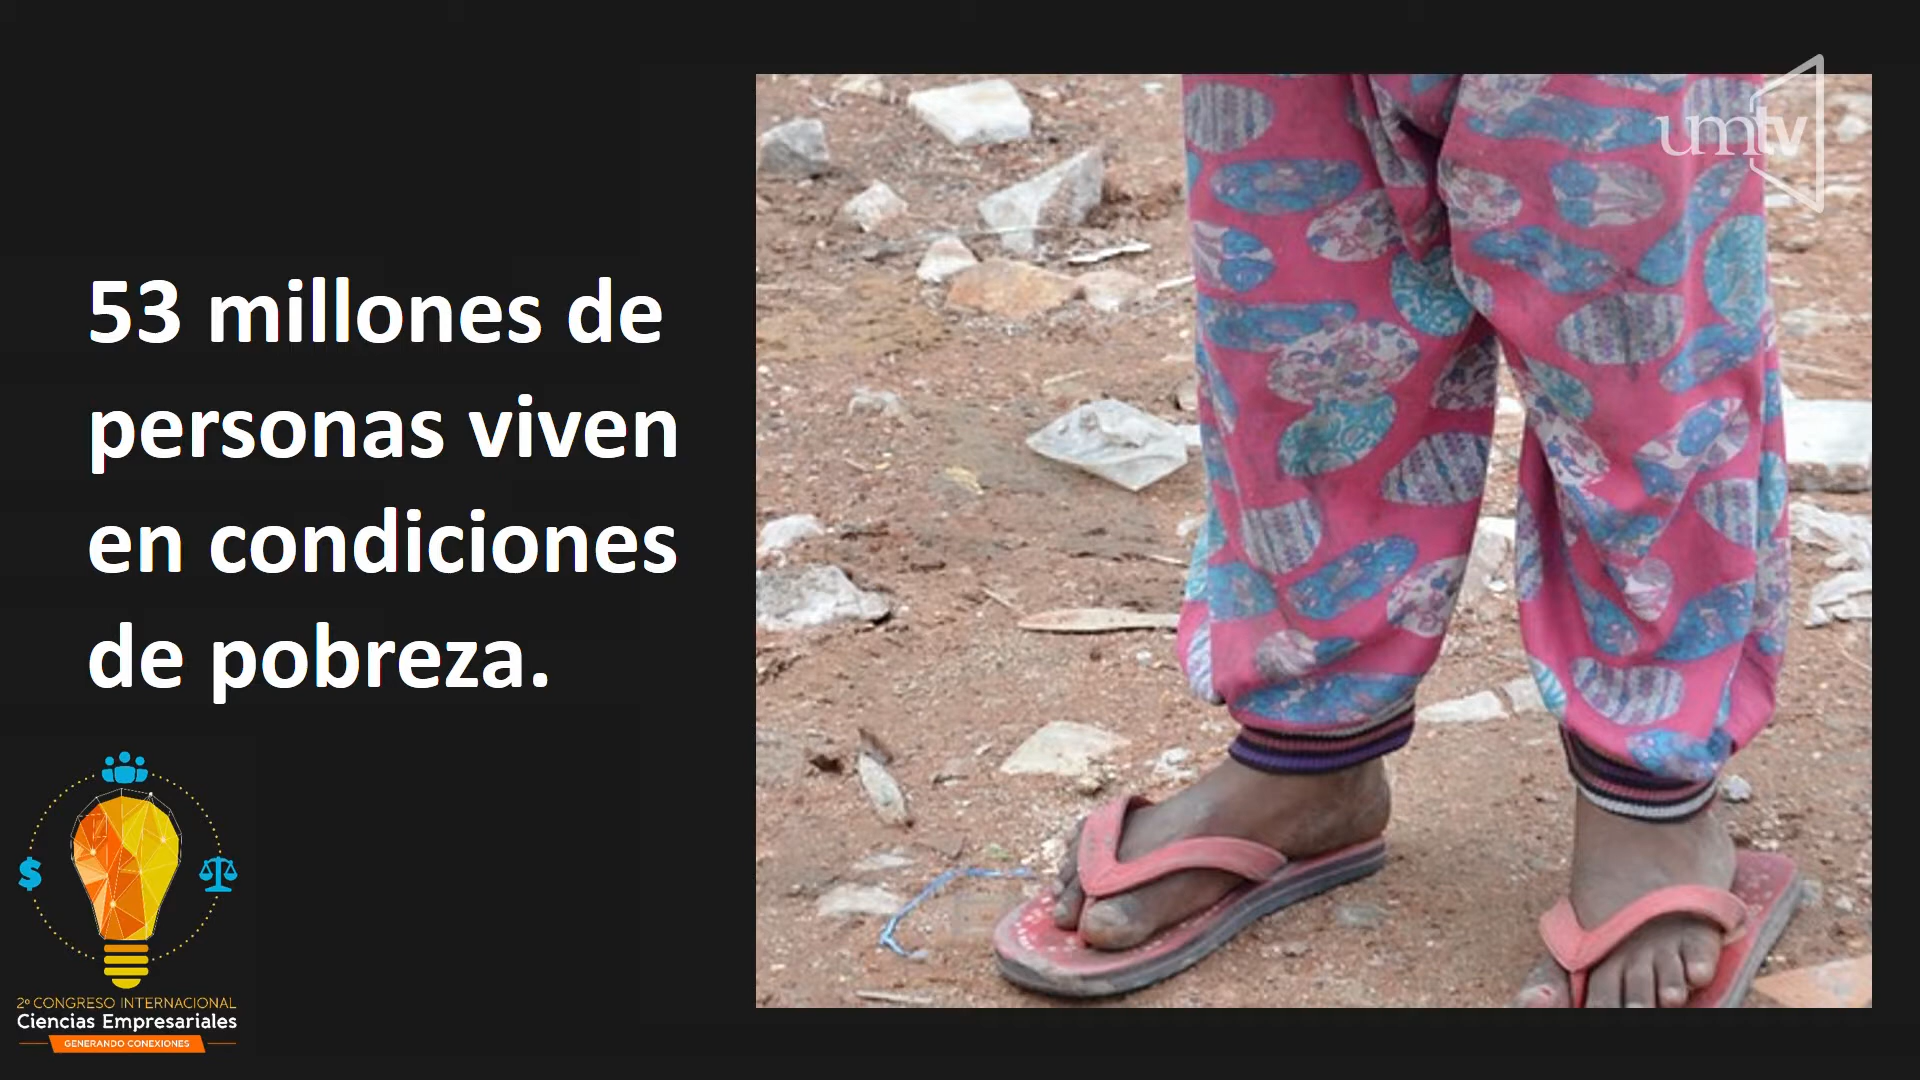 umtv
53 millones de
personas viven
en condiciones
de pobreza.
$
2º CONGRESO INTERNACIONAL
Ciencias Empresariales
GENERANDO CONEXIONES